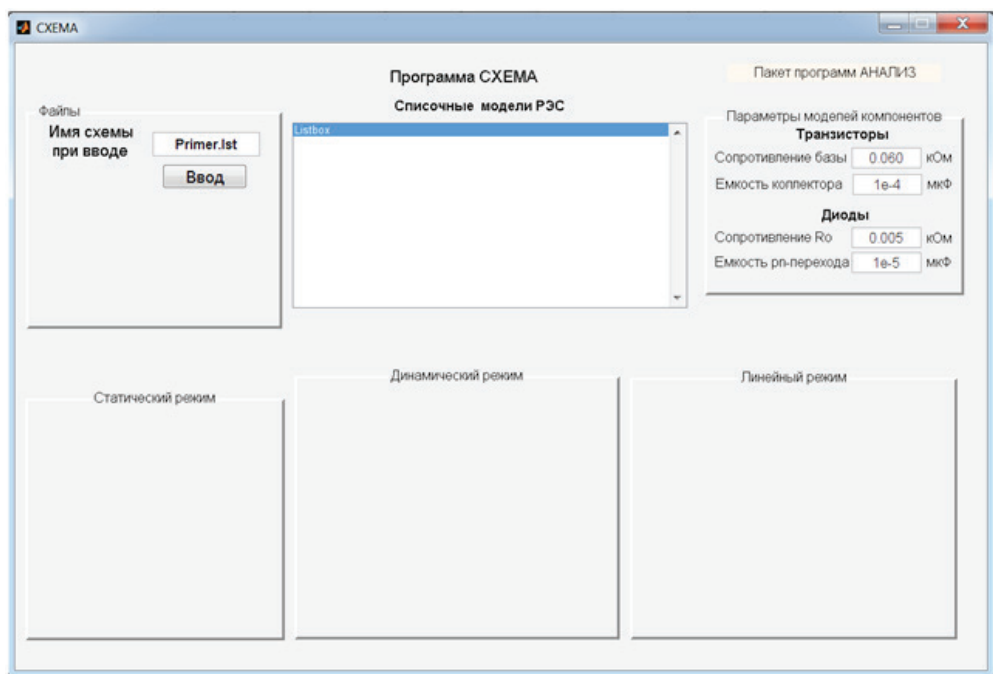 СХЕМА
Программа СХЕМА
Пакет программ АНАЛИЗ
Файлы
Имя схемы
при вводе
Primer.lst
Ввод
Списочные модели РЭС
Listbox
Параметры моделей компонентов
Транзисторы
Сопротивление базы 0.060 кОм
Емкость коллектора 1e-4 мкФ
Диоды
Сопротивление Ro 0.005 кОм
Емкость pn-перехода 1e-5 мкФ
Статический режим
Динамический режим
Линейный режим